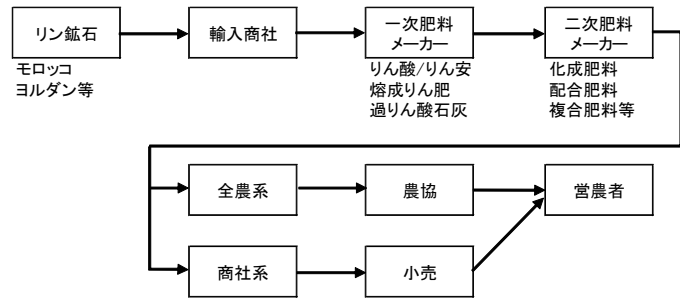 リン鉱石
輸入商社
一次肥料
メーカー
二次肥料
メーカー
モロッコ
ヨルダン等
りん酸/りん安
熔成りん肥
過りん酸石灰
化成肥料
配合肥料
複合肥料等
全農系
農協
営農者
商社系
小売